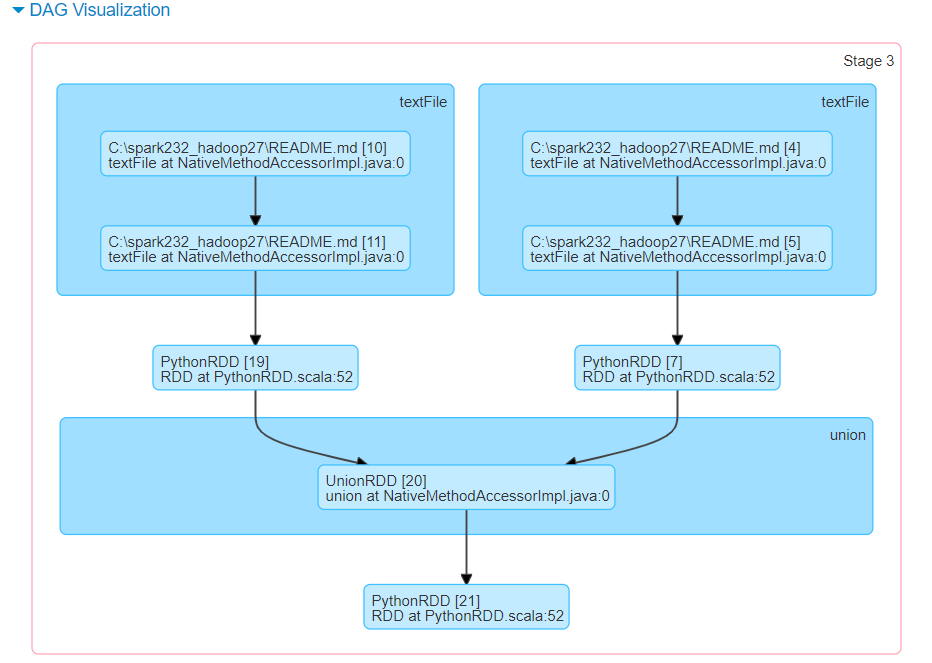 DAG Visualization
Stage 3
textFile
C:\spark232_hadoop27\README.md [10]
textFile at NativeMethodAccessorImpl.java:0
C:\spark232_hadoop27\README.md [11]
textFile at NativeMethodAccessorImpl.java:0
textFile
C:\spark232_hadoop27\README.md [4]
textFile at NativeMethodAccessorImpl.java:0
C:\spark232_hadoop27\README.md [5]
textFile at NativeMethodAccessorImpl.java:0
PythonRDD [19]
RDD at PythonRDD.scala:52
PythonRDD [7]
RDD at PythonRDD.scala:52
union
UnionRDD [20]
union at NativeMethodAccessorImpl.java:0
PythonRDD [21]
RDD at PythonRDD.scala:52